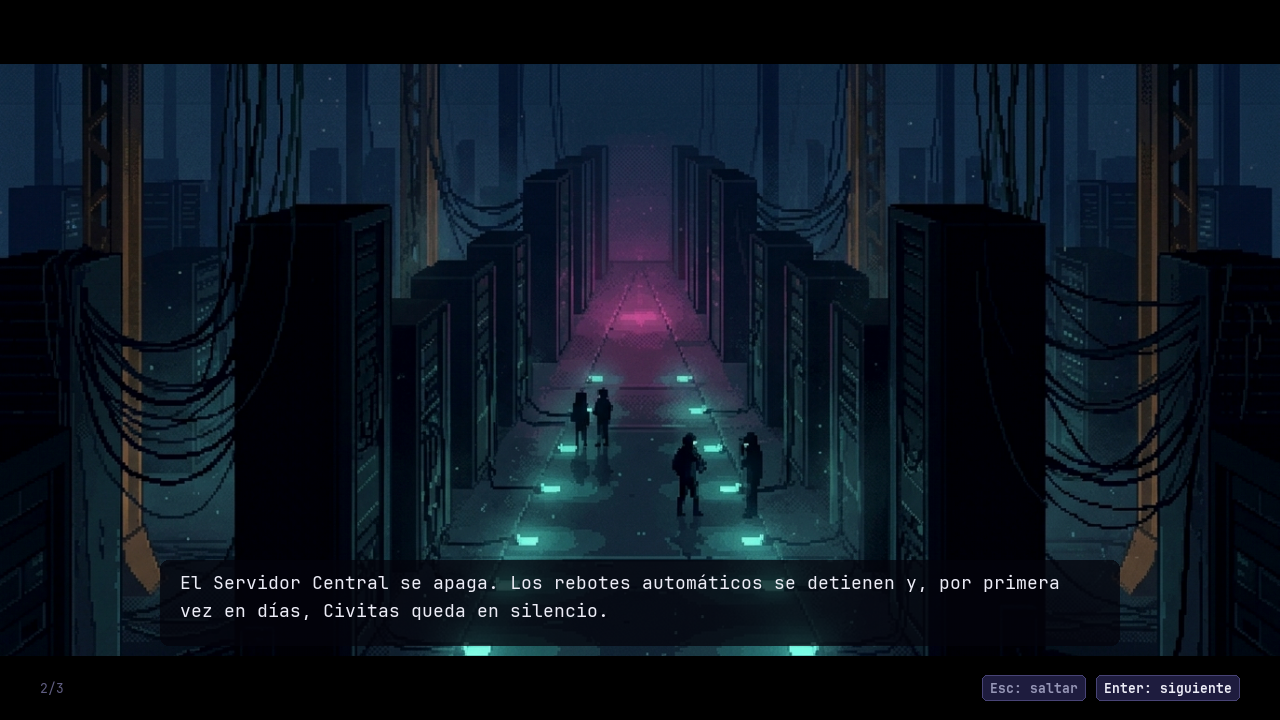 El Servidor Central se apaga. Los rebotes automáticos se detienen y, por primera
vez en días, Civitas queda en silencio.
2/3
Esc: saltar
Enter: siguiente